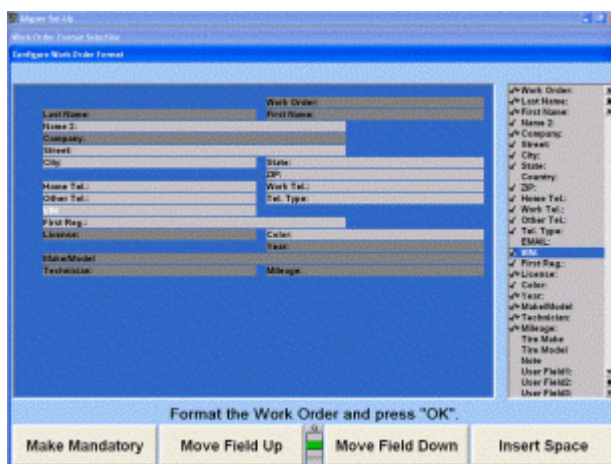 Aligner Set-Up
Work Order Format Selection
Configure Work Order Format
Work Order:
Last Name: First Name:
Name 2:
Company:
Street:
City: State:
ZIP:
Home Tel.: Work Tel.:
Other Tel.: Tel. Type:
VIN:
First Reg.:
License: Color:
Year:
Make/Model
Technician: Mileage:
Work Order:
Last Name:
First Name:
Name 2:
Company:
Street:
City:
State:
Country:
ZIP:
Home Tel.:
Work Tel.:
Other Tel.:
Tel. Type:
EMAIL:
VIN:
First Reg.:
License:
Color:
Year:
Make/Model
Technician:
Mileage:
Tire Make
Tire Model
Note
User Field1:
User Field2:
User Field3:
Format the Work Order and press "OK".
Make Mandatory Move Field Up Move Field Down Insert Space